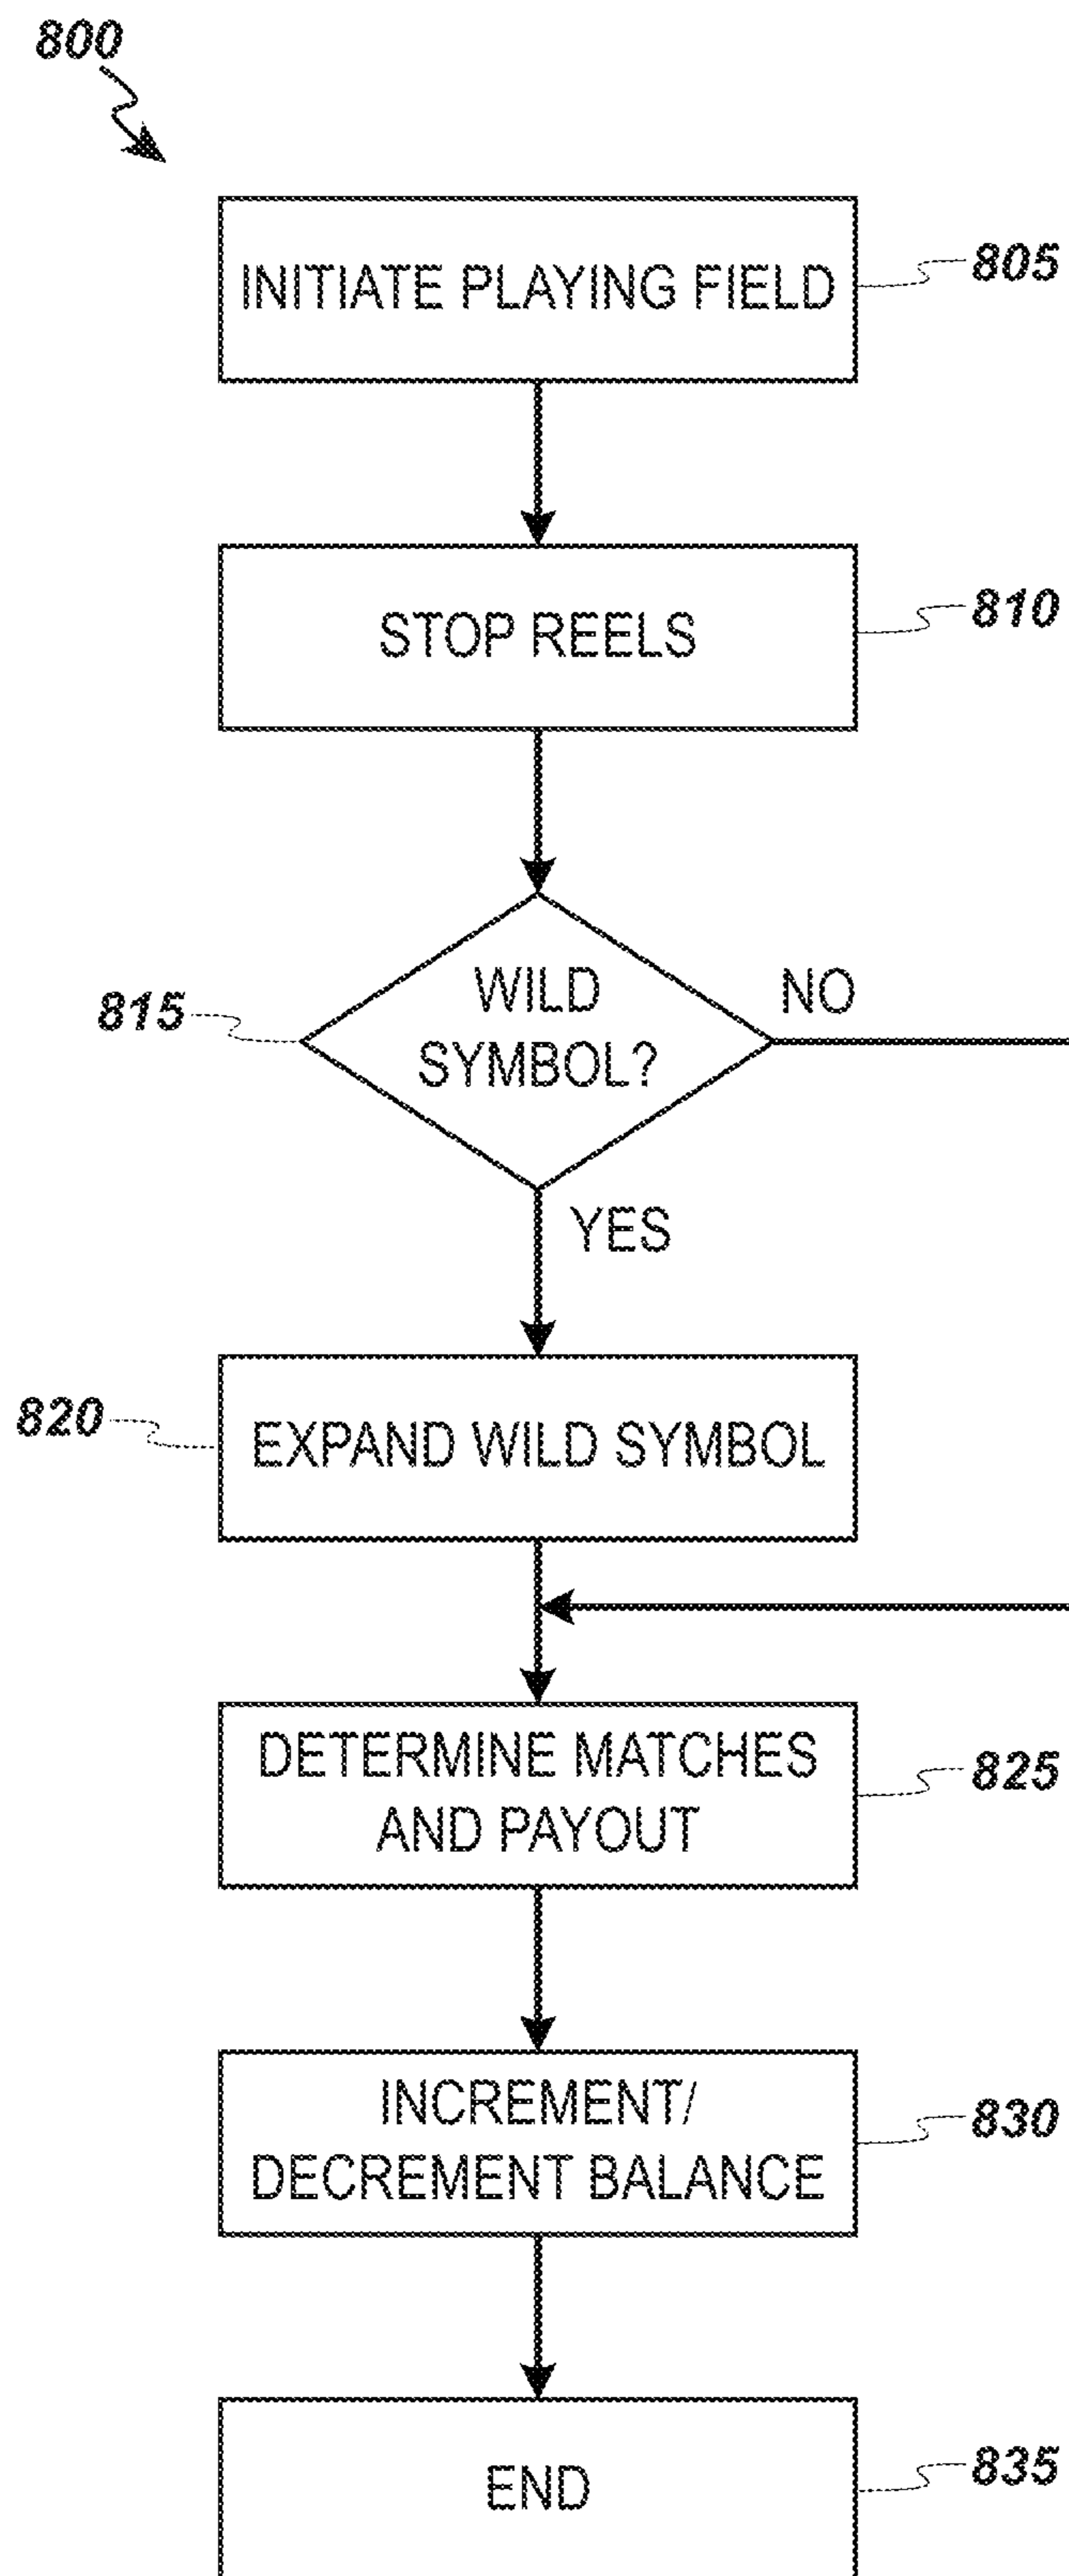 800
INITIATE PLAYING FIELD
805
STOP REELS
810
815
WILD
SYMBOL?
NO
YES
820
EXPAND WILD SYMBOL
DETERMINE MATCHES
AND PAYOUT
825
INCREMENT/
DECREMENT BALANCE
830
END
835